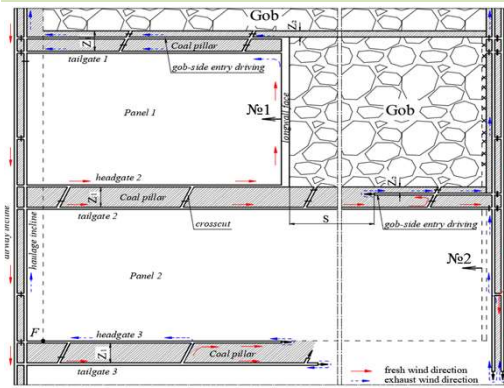 Gob
Z₂
Z₁
Coal pillar
tailgate 1
gob-side entry driving
Panel 1
№1
longwall face
Gob
headgate 2
Z₁
Coal pillar
Z₂
tailgate 2
crosscut
S
gob-side entry driving
airway incline
haulage incline
№2
Panel 2
F
headgate 3
Z₁
Coal pillar
tailgate 3
fresh wind direction
exhaust wind direction